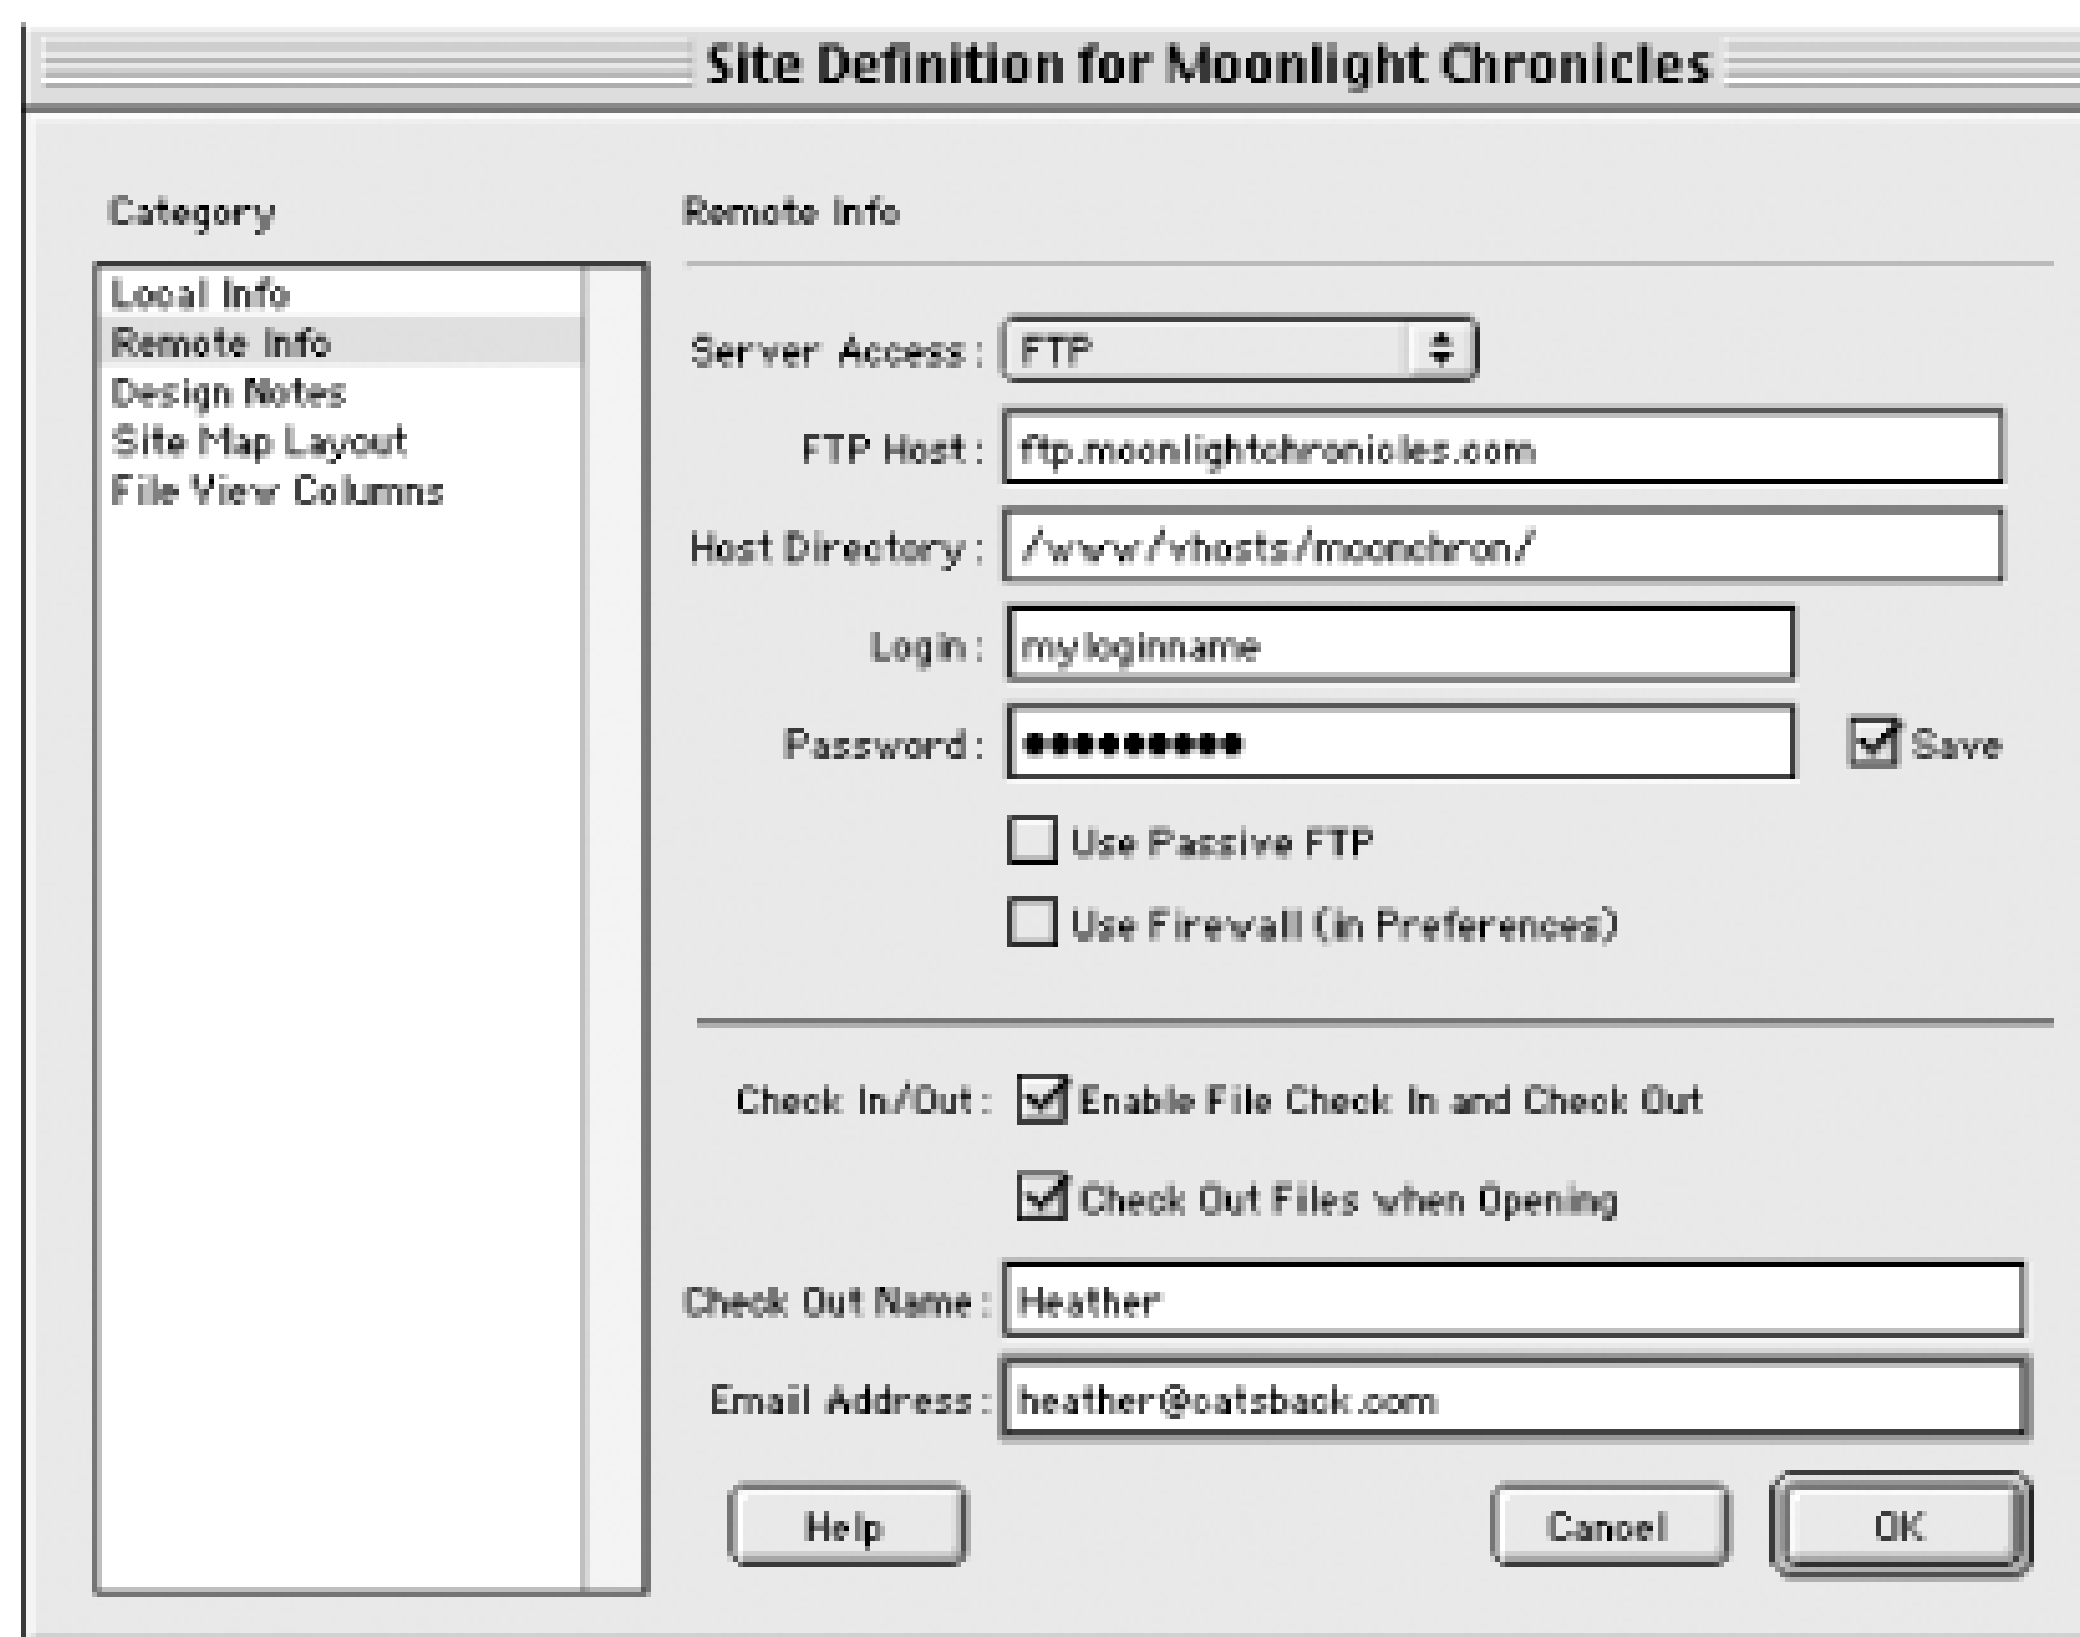 Site Definition for Moonlight Chronicles
Category
Local Info
Remote Info
Design Notes
Site Map Layout
File View Columns
Remote Info
Server Access: FTP
FTP Host: ftp.moonlightchronicles.com
Host Directory: /www/vhosts/moonchron/
Login: myloginname
Password: ●●●●●●●●● Save
Use Passive FTP
Use Firewall (in Preferences)
Check In/Out: Enable File Check In and Check Out
Check Out Files when Opening
Check Out Name: Heather
Email Address: heather@catsback.com
Help Cancel OK